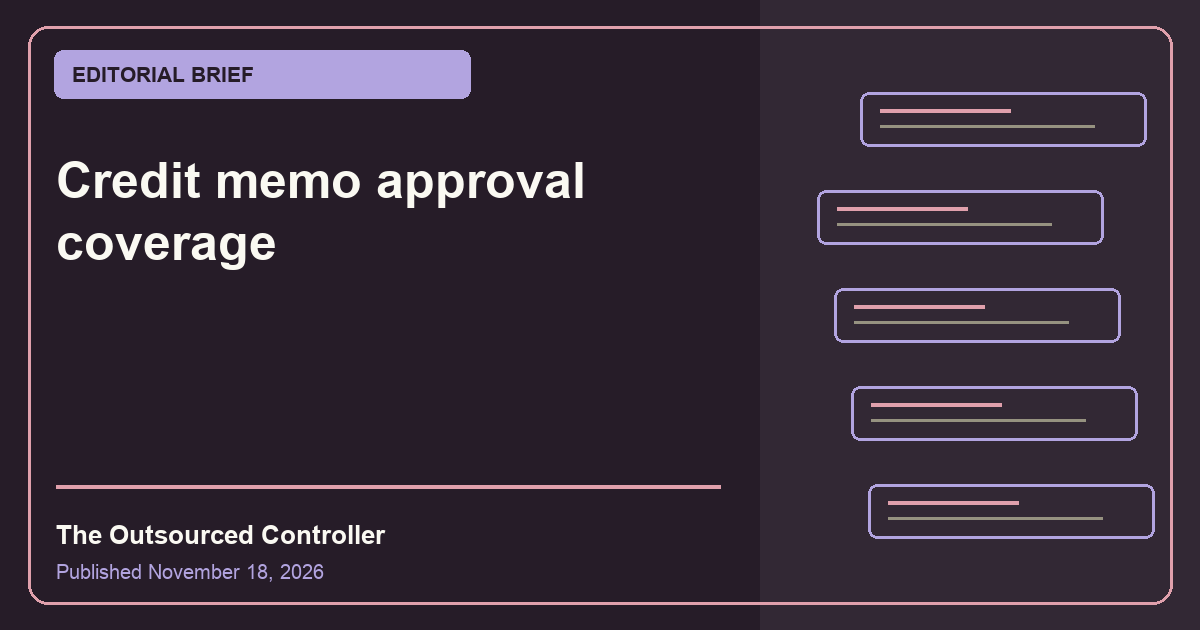 EDITORIAL BRIEF
Credit memo approval
coverage
The Outsourced Controller
Published November 18, 2026